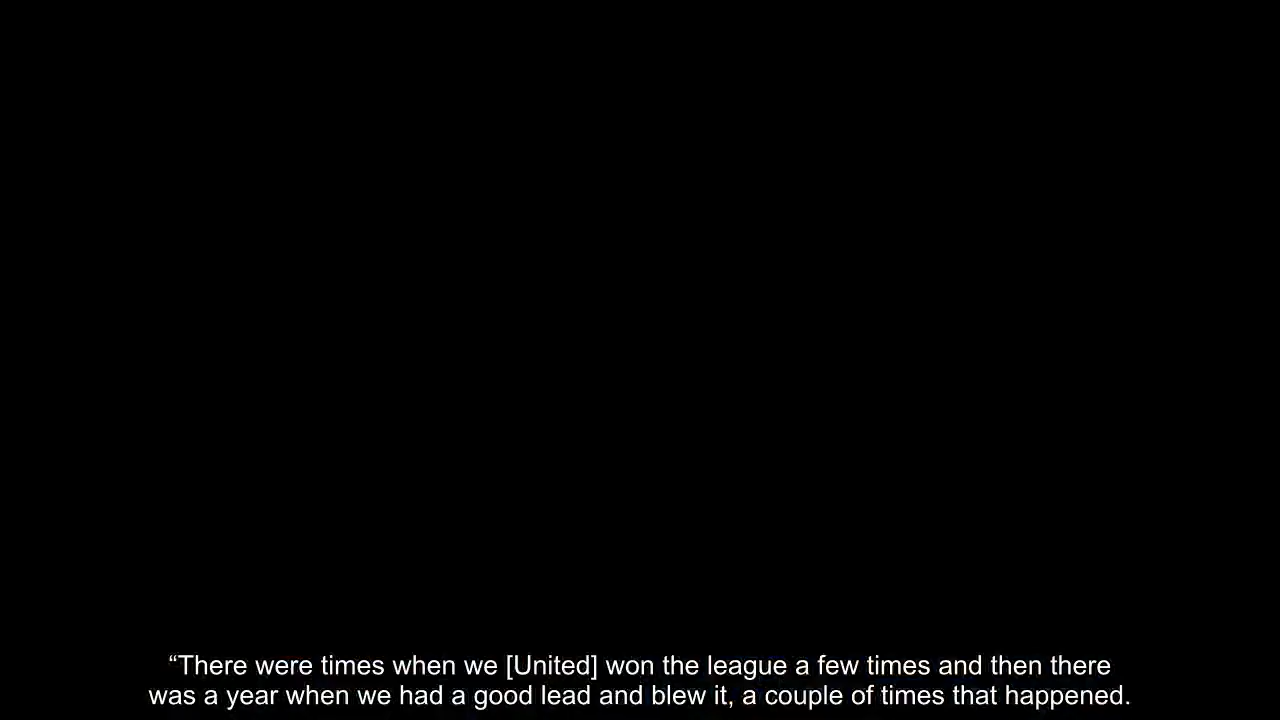 “There were times when we [United] won the league a few times and then there
was a year when we had a good lead and blew it, a couple of times that happened.